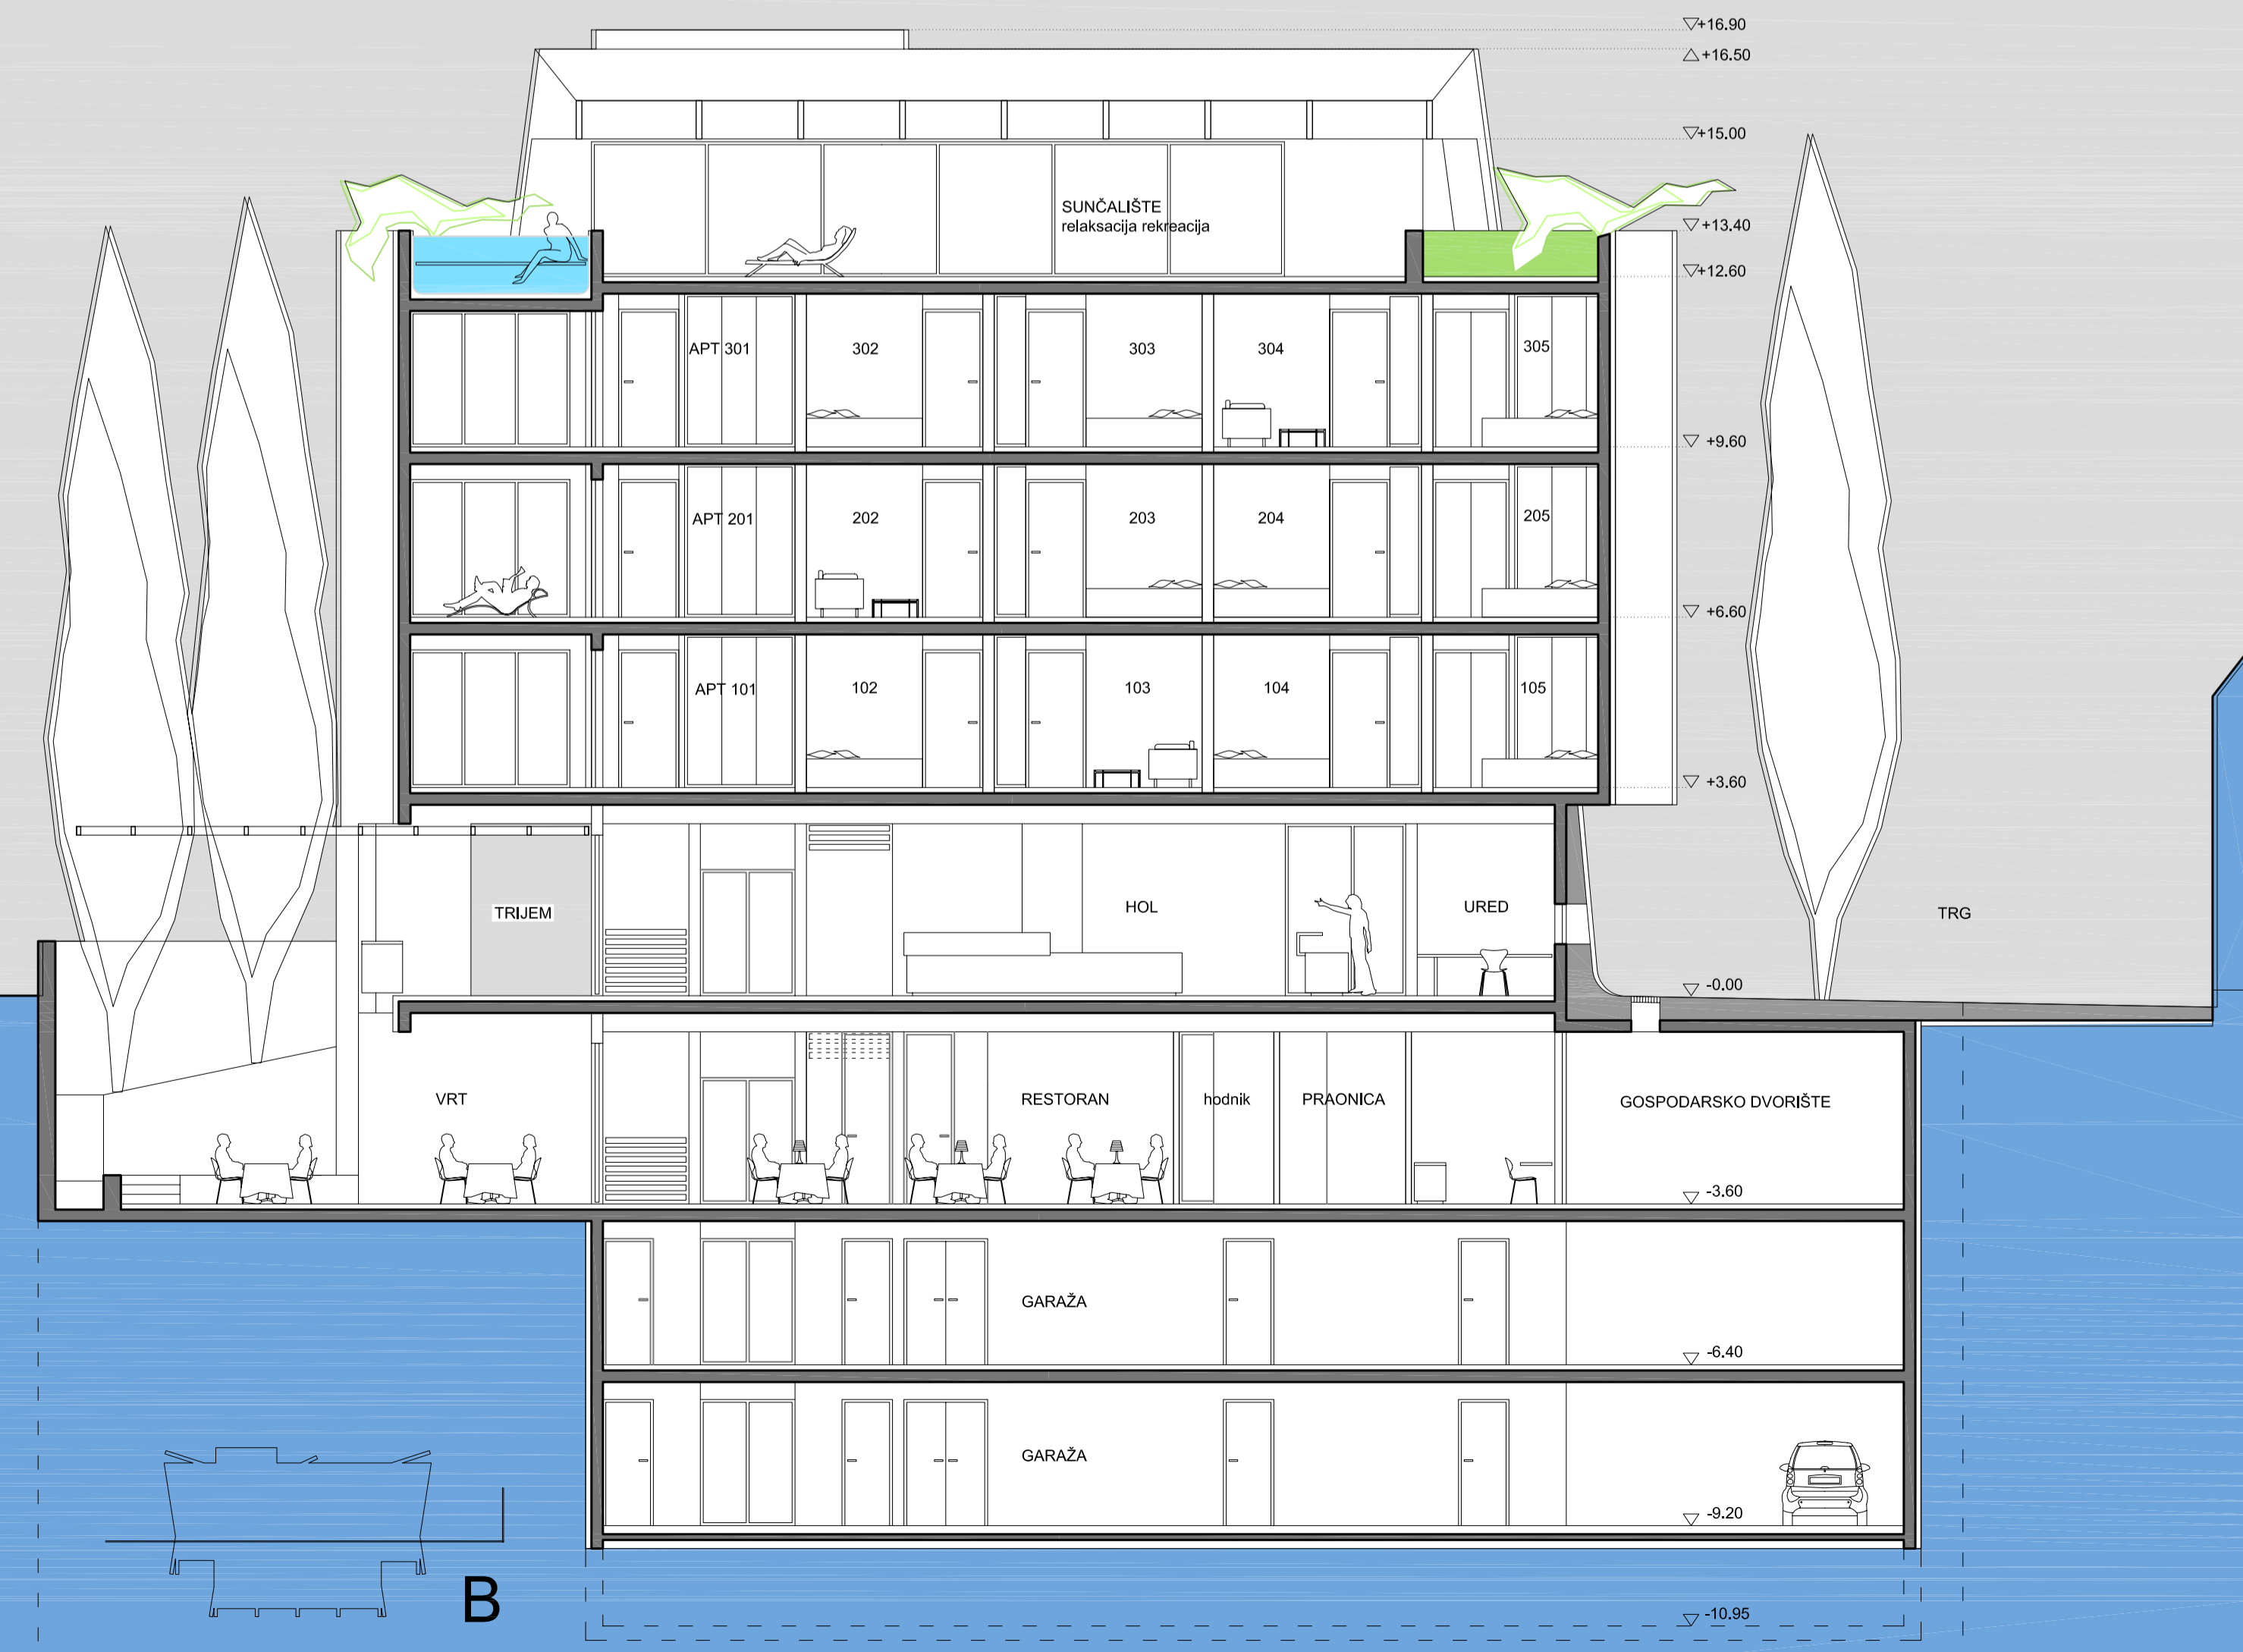 +16.90
+16.50
+15.00
SUNČALIŠTE
relaksacija rekreacija
+13.40
+12.60
APT 301 302 303 304 305
+9.60
APT 201 202 203 204 205
+6.60
APT 101 102 103 104 105
+3.60
TRIJEM HOL URED TRG
-0.00
VRT RESTORAN hodnik PRAONICA GOSPODARSKO DVORIŠTE
-3.60
GARAŽA
-6.40
GARAŽA
-9.20
B
-10.95